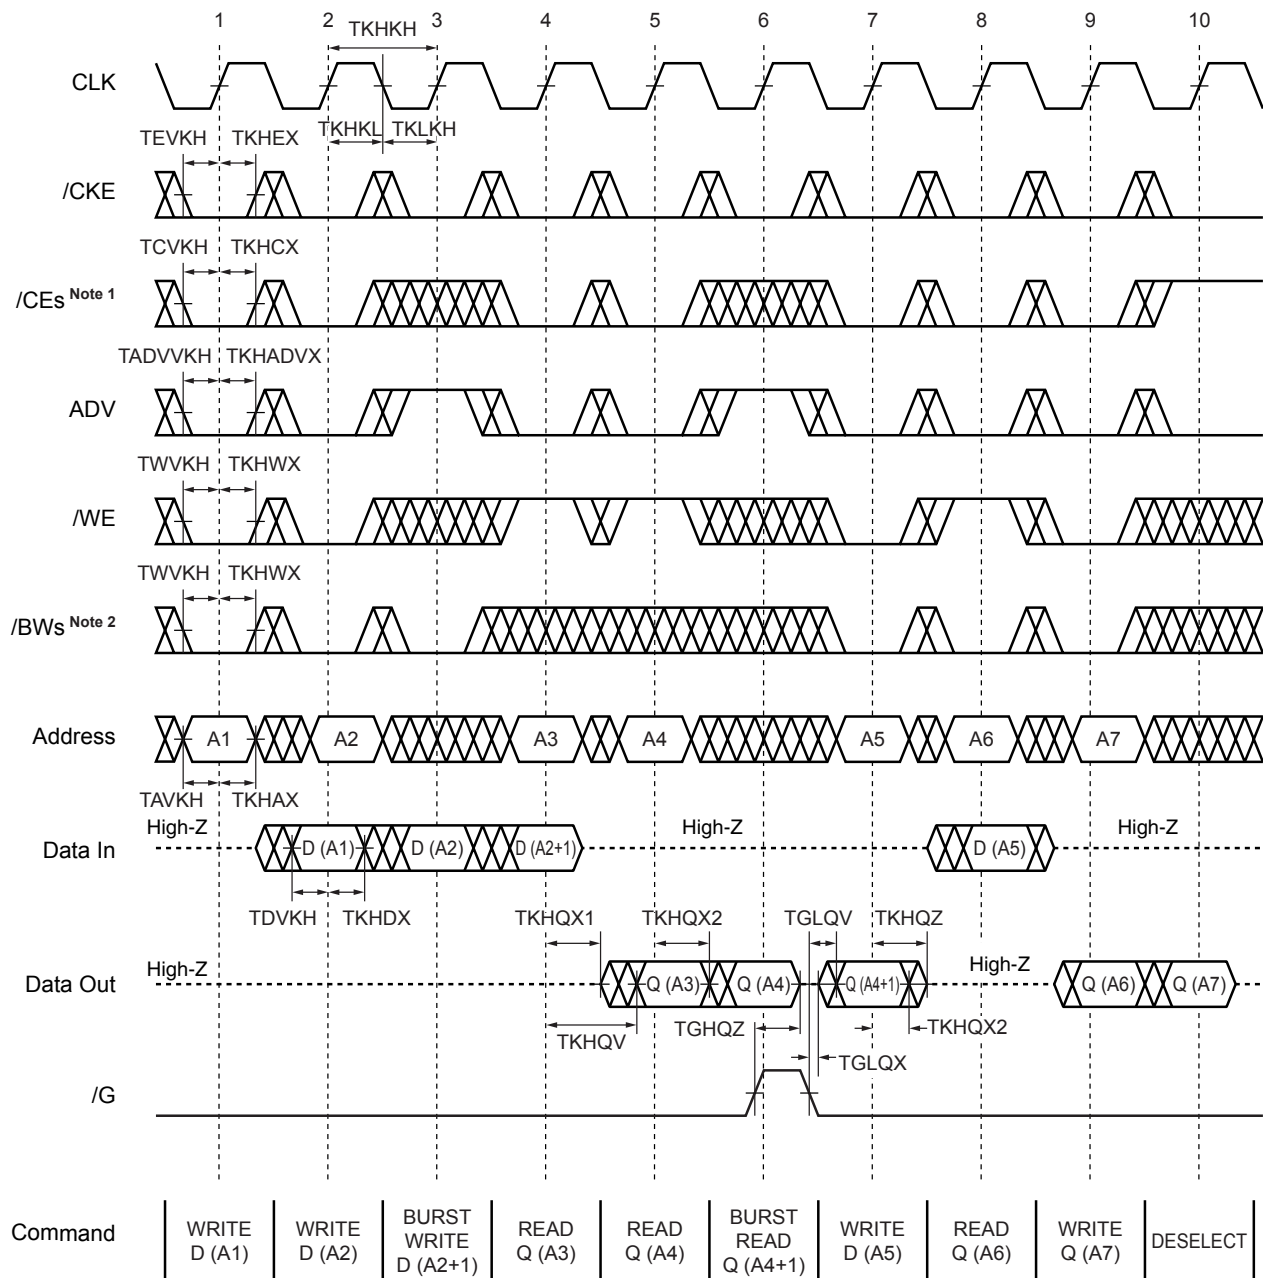 1 2 3 4 5 6 7 8 9 10
TKHKH
CLK
TKHKL TKLKH
TEVKH TKHEX
/CKE
TCVKH TKHCX
/CEs Note 1
TADVVKH TKHADVX
ADV
TWVKH TKHWX
/WE
TWVKH TKHWX
/BWs Note 2
Address A1 A2 A3 A4 A5 A6 A7
TAVKH TKHAX
High-Z High-Z High-Z
Data In D (A1) D (A2) D (A2+1) D (A5)
TDVKH TKHDX TKHQX1 TKHQX2 TGLQV TKHQZ
High-Z High-Z
Data Out Q (A3) Q (A4) Q (A4+1) Q (A6) Q (A7)
TKHQV TGHQZ TKHQX2
TGLQX
/G
Command
WRITE
D (A1)
WRITE
D (A2)
BURST
WRITE
D (A2+1)
READ
Q (A3)
READ
Q (A4)
BURST
READ
Q (A4+1)
WRITE
D (A5)
READ
Q (A6)
WRITE
Q (A7)
DESELECT